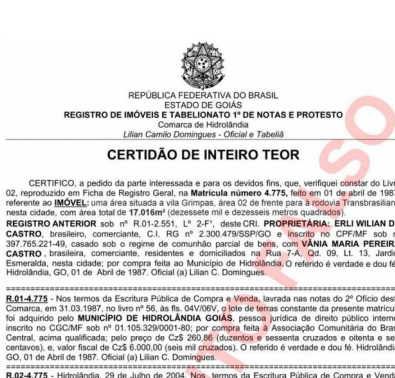 REPÚBLICA FEDERATIVA DO BRASIL
ESTADO DE GOIÁS
REGISTRO DE IMÓVEIS E TABELIONATO 1º DE NOTAS E PROTESTO
Comarca de Hidrolândia
Lilian Camilo Domingues - Oficial e Tabeliã
CERTIDÃO DE INTEIRO TEOR
CERTIFICO, a pedido da parte interessada e para os devidos fins, que, verifiquei constar do Livr
02, reproduzido em Ficha de Registro Geral, na Matrícula número 4.775, feito em 01 de abril de 198
referente ao IMÓVEL: uma área situada a vila Grimpas, área 02 de frente para a rodovia Transbrasilian
nesta cidade, com área total de 17.016m² (dezessete mil e dezesseis metros quadrados).
REGISTRO ANTERIOR sob nº R.01-2.551, Lº 2-F¹, deste CRI. PROPRIETÁRIA: ERLI WILIAN D
CASTRO, brasileiro, comerciante, C.I. RG nº 2.300.479/SSP/GO e inscrito no CPF/MF sob n
397.765.221-49, casado sob o regime de comunhão parcial de bens, com VÂNIA MARIA PEREIR
CASTRO, brasileiro, comerciante, residentes e domiciliados na Rua 7-A, Qd. 09, Lt. 13, Jardi
Esmeralda, nesta cidade; por compra feita ao Município de Hidrolândia. O referido é verdade e dou fé
Hidrolândia, GO, 01 de Abril de 1987. Oficial (a) Lilian C. Domingues.
R.01-4.775 - Nos termos da Escritura Pública de Compra e Venda, lavrada nas notas do 2º Ofício dest
Comarca, em 31.03.1987, no livro nº 56, às fls. 04V/06V, o lote de terras constante da presente matrícul
foi adquirido pelo MUNICÍPIO DE HIDROLÂNDIA GOIÁS, pessoa jurídica de direito público intern
inscrito no CGC/MF sob nº 01.105.329/0001-80; por compra feita à Associação Comunitária do Bras
Central, acima qualificada; pelo preço de CZ$ 260,86 (duzentos e sessenta cruzados e oitenta e se
centavos), e, valor fiscal de Cz$ 6.000,00 (seis mil cruzados). O referido é verdade e dou fé. Hidrolândi
GO, 01 de Abril de 1987. Oficial (a) Lilian C. Domingues.
R.02-4.775 - Hidrolândia, 29 de Julho de 2004. Nos termos da Escritura Pública de Compra e Vend